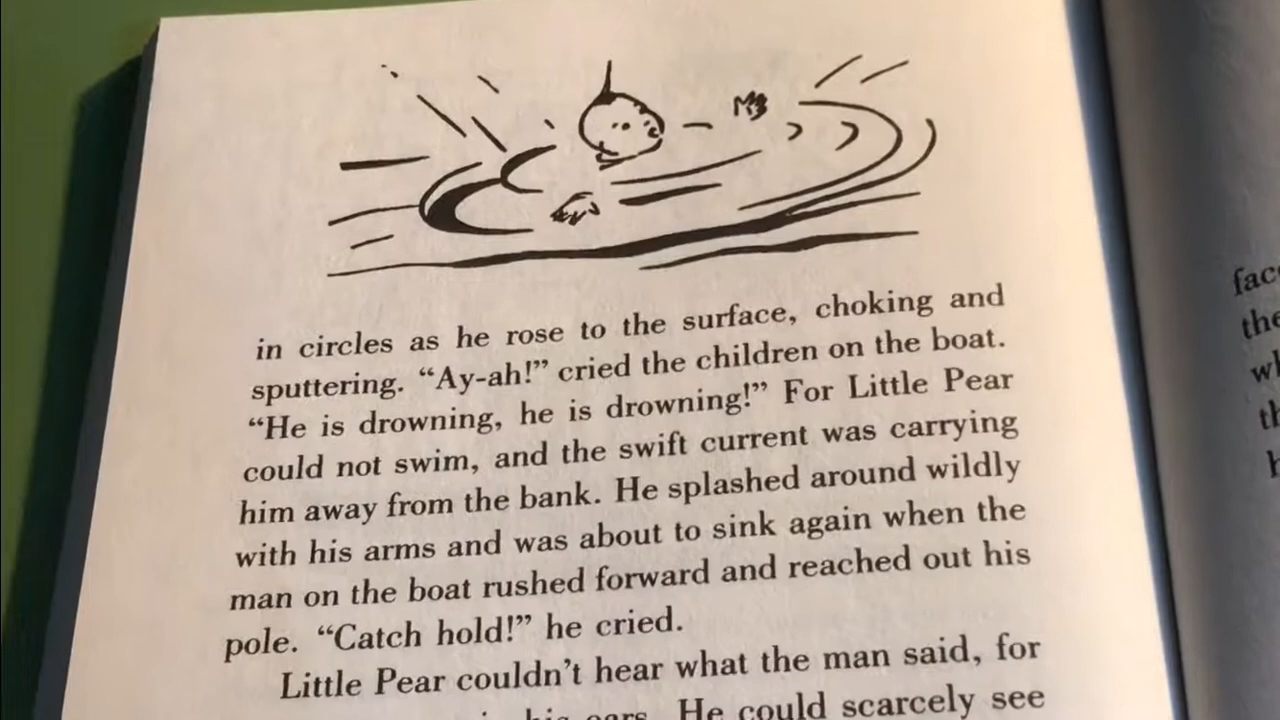 in circles as he rose to the surface, choking and
sputtering. “Ay-ah!” cried the children on the boat.
“He is drowning, he is drowning!” For Little Pear
could not swim, and the swift current was carrying
him away from the bank. He splashed around wildly
with his arms and was about to sink again when the
man on the boat rushed forward and reached out his
pole. “Catch hold!” he cried.
Little Pear couldn’t hear what the man said, for
his ears. He could scarcely see
the